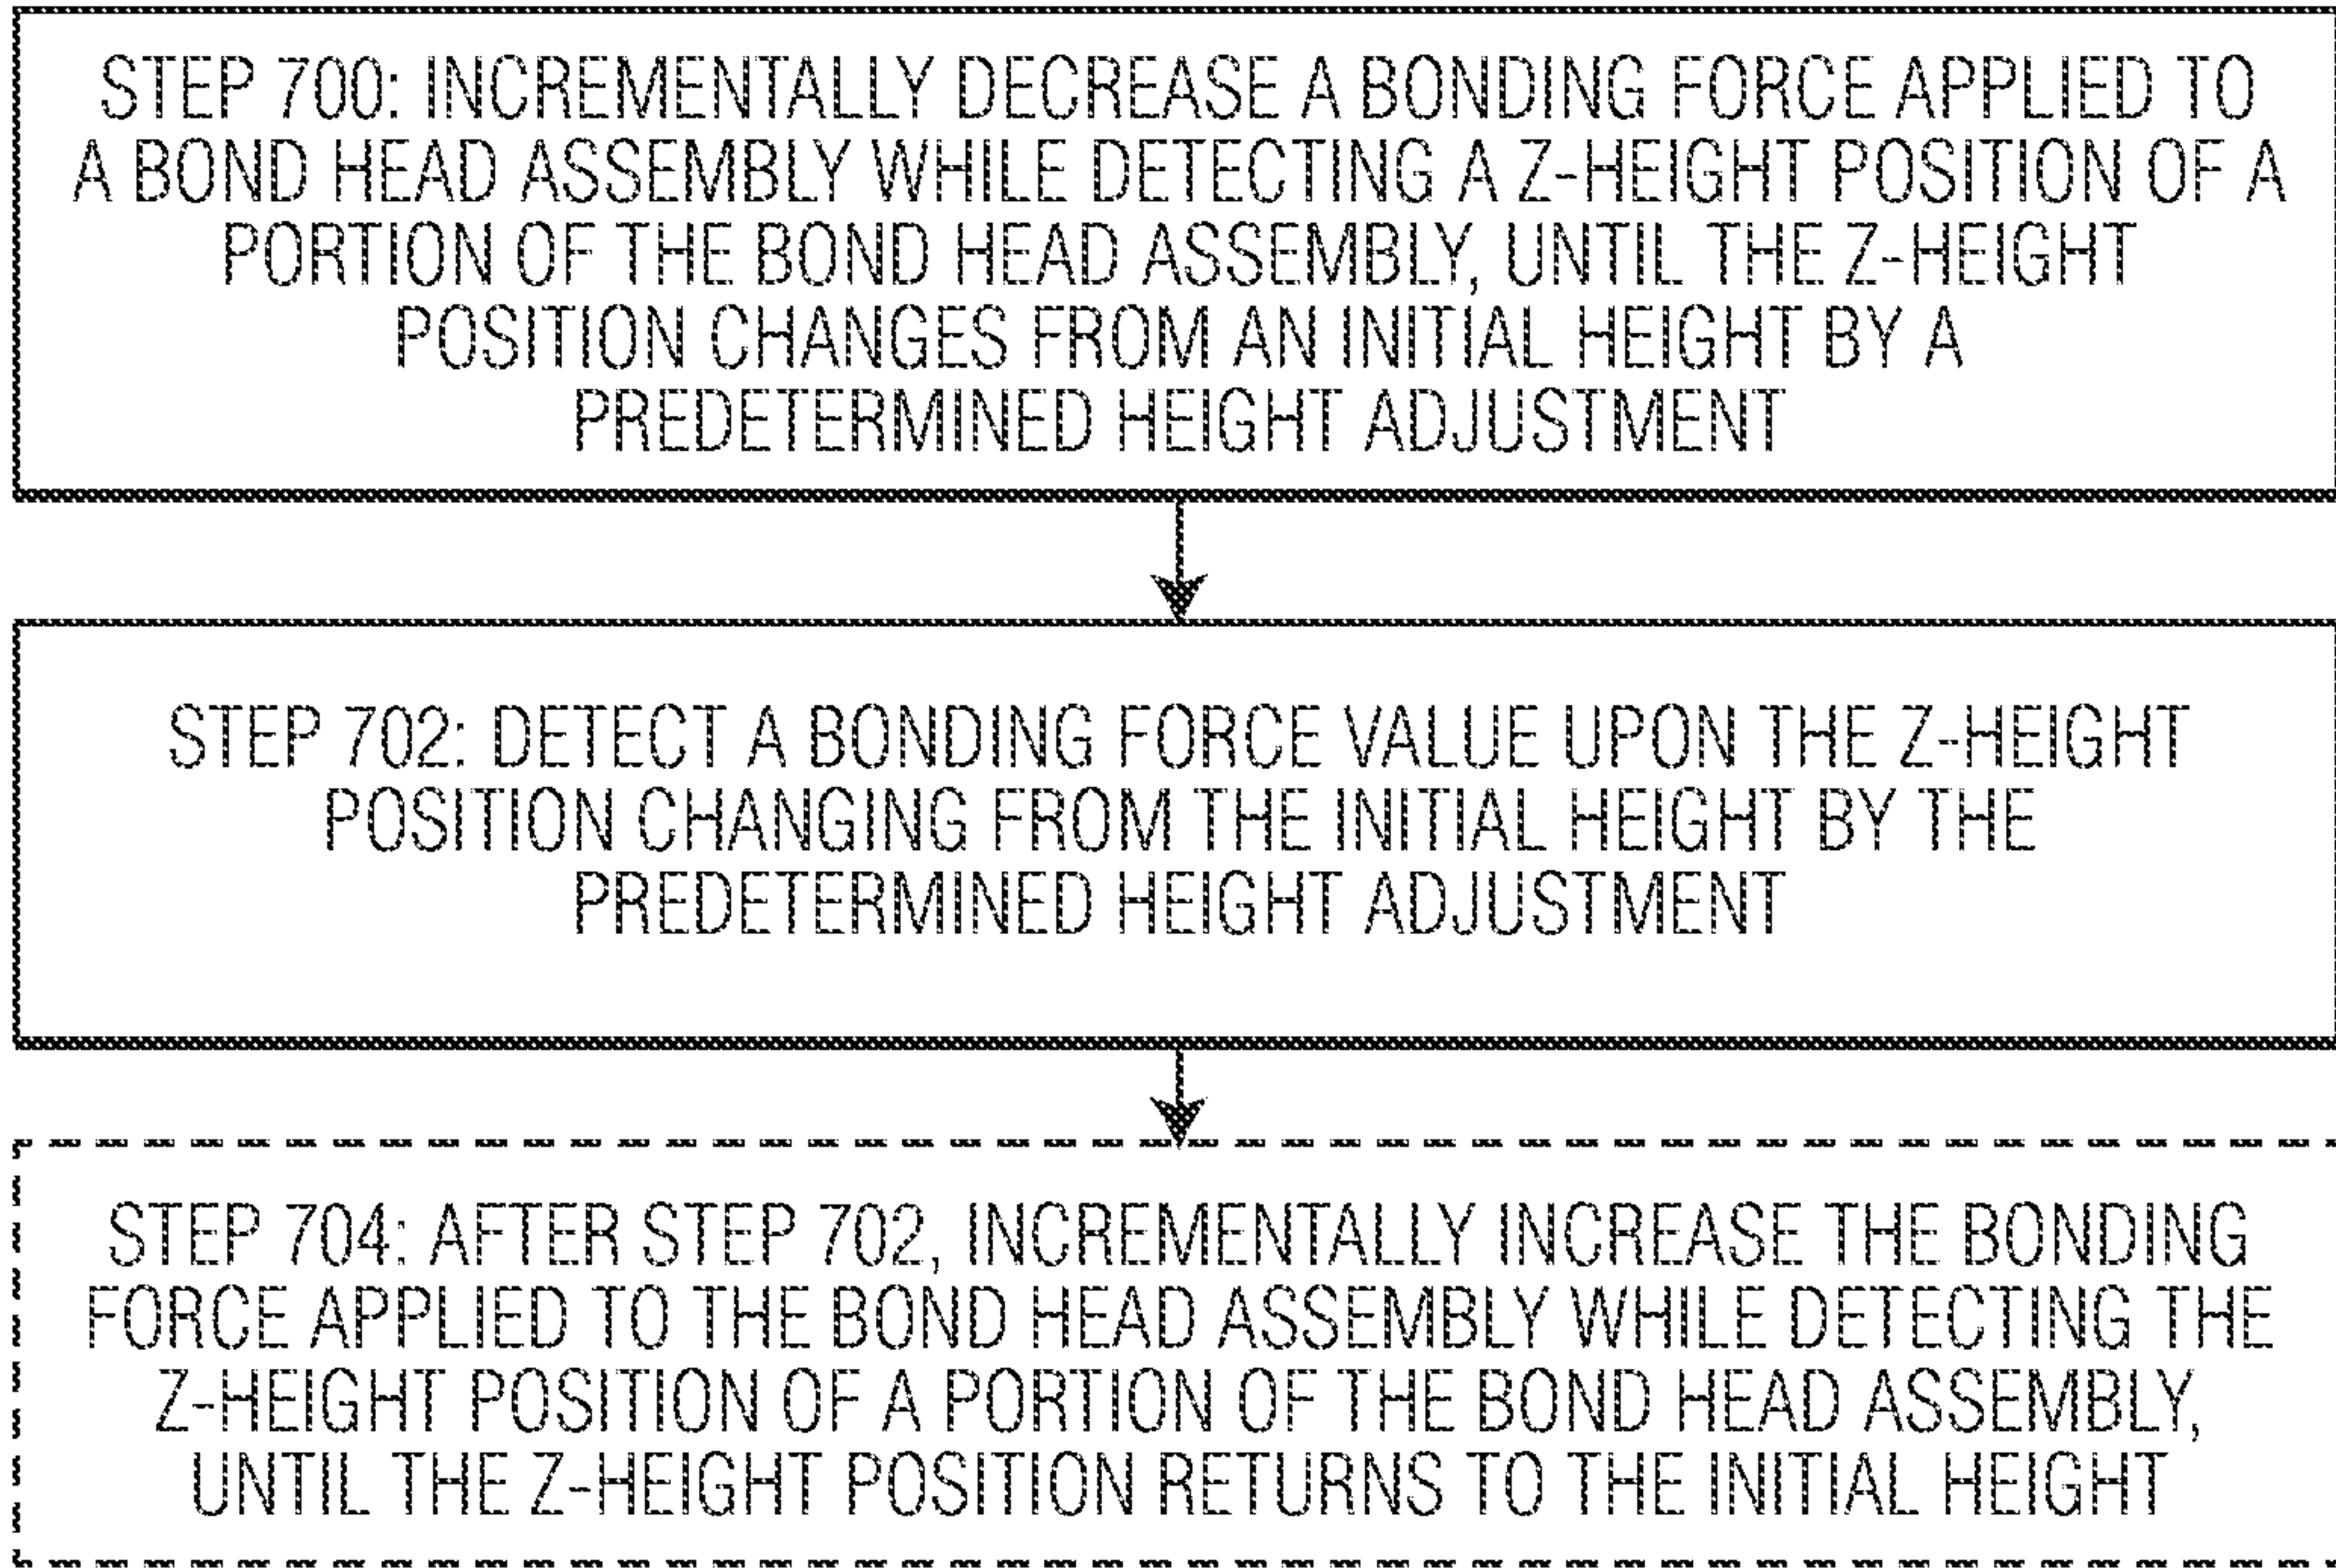 STEP 700: INCREMENTALLY DECREASE A BONDING FORCE APPLIED TO
A BOND HEAD ASSEMBLY WHILE DETECTING A Z-HEIGHT POSITION OF A
PORTION OF THE BOND HEAD ASSEMBLY, UNTIL THE Z-HEIGHT
POSITION CHANGES FROM AN INITIAL HEIGHT BY A
PREDETERMINED HEIGHT ADJUSTMENT
STEP 702: DETECT A BONDING FORCE VALUE UPON THE Z-HEIGHT
POSITION CHANGING FROM THE INITIAL HEIGHT BY THE
PREDETERMINED HEIGHT ADJUSTMENT
STEP 704: AFTER STEP 702, INCREMENTALLY INCREASE THE BONDING
FORCE APPLIED TO THE BOND HEAD ASSEMBLY WHILE DETECTING THE
Z-HEIGHT POSITION OF A PORTION OF THE BOND HEAD ASSEMBLY,
UNTIL THE Z-HEIGHT POSITION RETURNS TO THE INITIAL HEIGHT